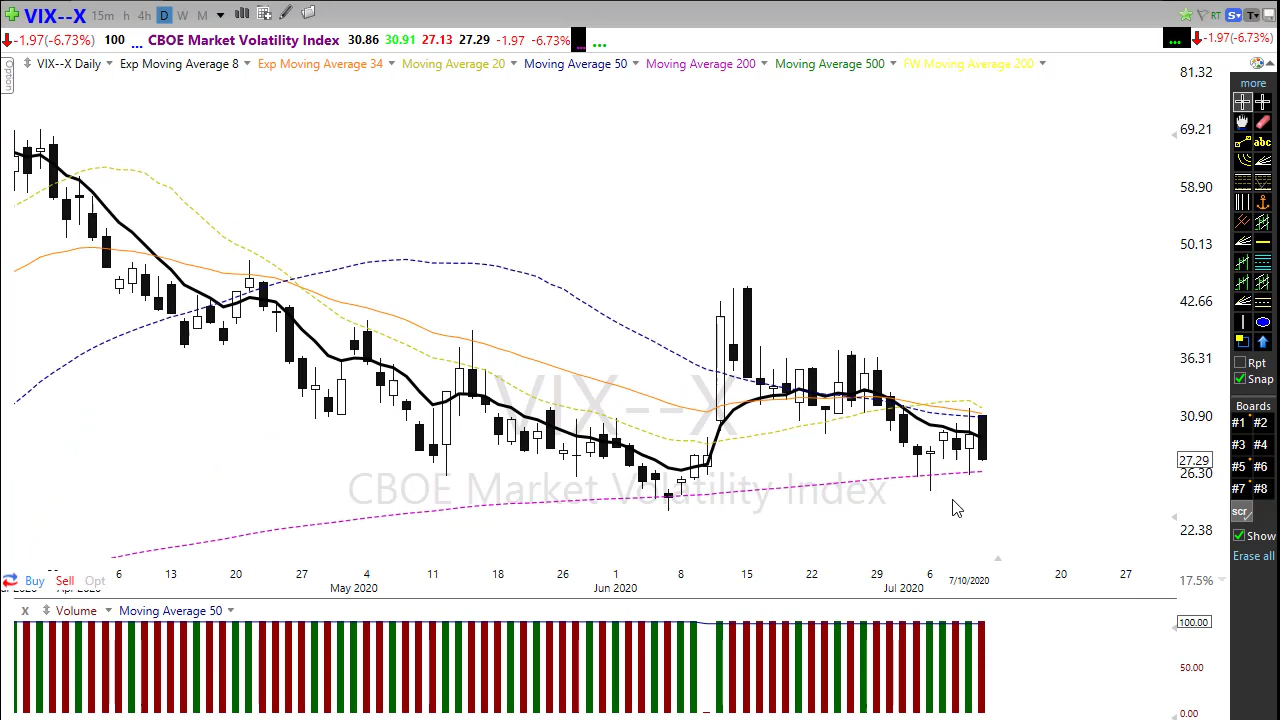 VIX--X 15m h 4h D W M
-1.97(-6.73%) 100 ... CBOE Market Volatility Index 30.86 30.91 27.13 27.29 -1.97 -6.73% ...
RT S T
... -1.97(-6.73%)
Option
VIX--X Daily Exp Moving Average 8 Exp Moving Average 34 Moving Average 20 Moving Average 50 Moving Average 200 Moving Average 500 FW Moving Average 200
81.32
69.21
58.90
50.13
42.66
36.31
30.90
27.29
26.30
22.38
17.5%
VIX--X
CBOE Market Volatility Index
6 13 20 27 4 11 18 26 1 8 15 22 29 6 7/10/2020 20 27
Apr 2020 May 2020 Jun 2020 Jul 2020
Buy Sell Opt
X Volume Moving Average 50
100.00
50.00
0.00
more
abc
Rpt
Snap
Boards
#1 #2
#3 #4
#5 #6
#7 #8
scr
Show
Erase all